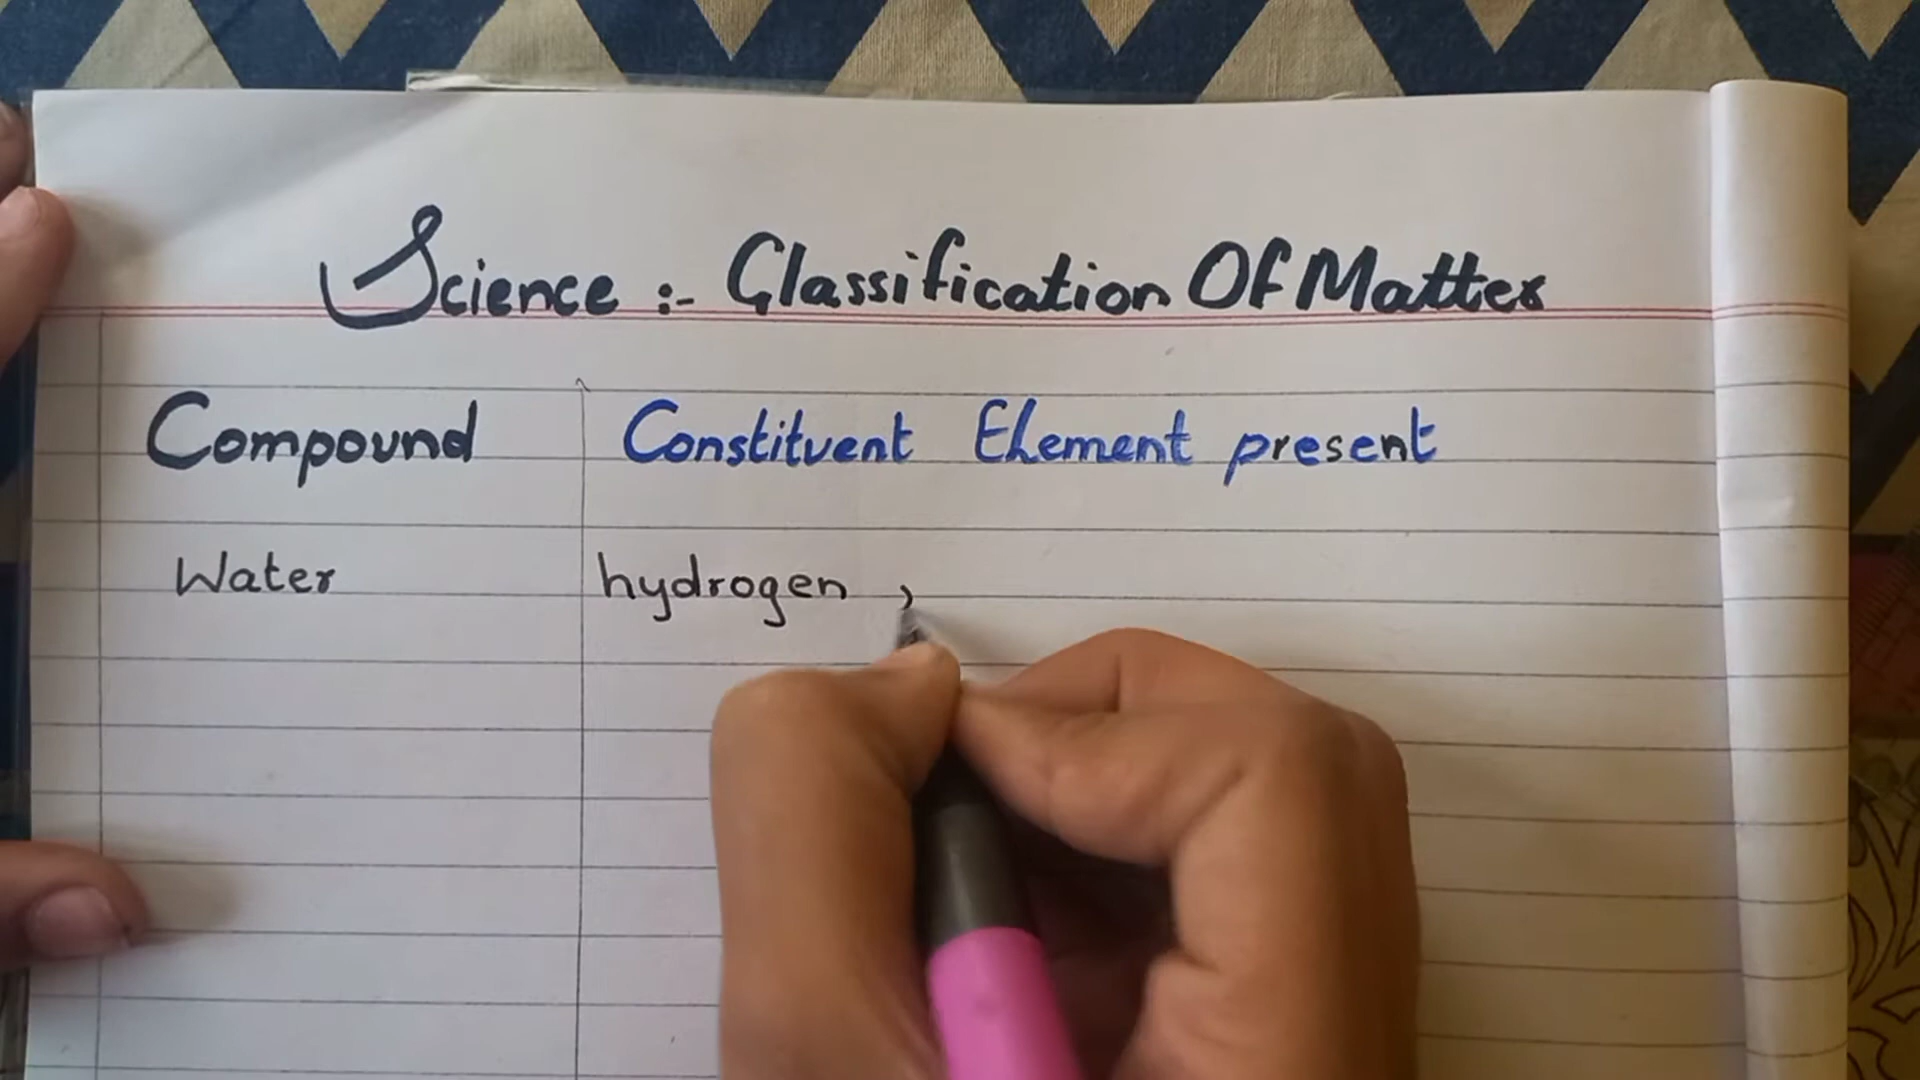 Science :- Classification Of Matter
Compound Constituent Element present
Water hydrogen ,